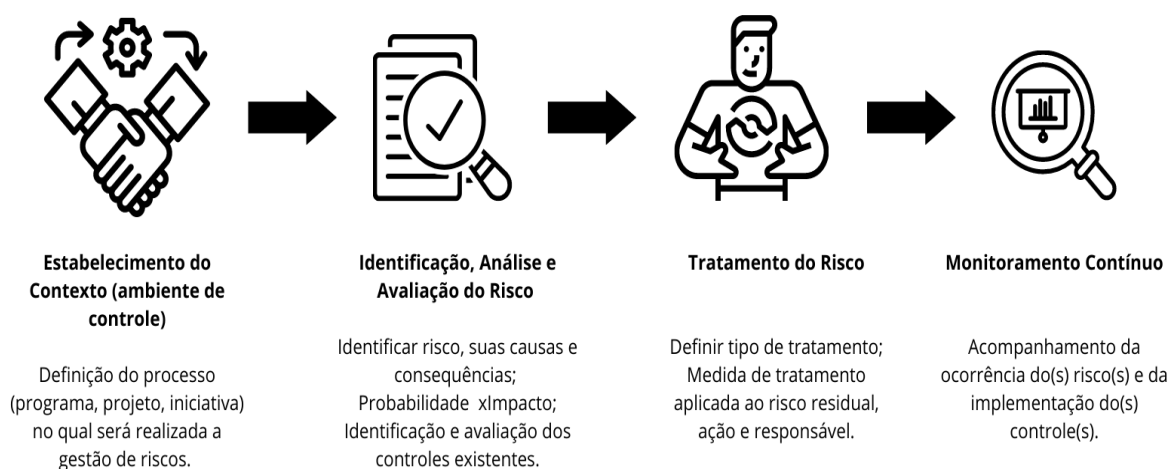 Estabelecimento do
Contexto (ambiente de
controle)
Definição do processo
(programa, projeto, iniciativa)
no qual será realizada a
gestão de riscos.
Identificação, Análise e
Avaliação do Risco
Identificar risco, suas causas e
consequências;
Probabilidade xImpacto;
Identificação e avaliação dos
controles existentes.
Tratamento do Risco
Definir tipo de tratamento;
Medida de tratamento
aplicada ao risco residual,
ação e responsável.
Monitoramento Contínuo
Acompanhamento da
ocorrência do(s) risco(s) e da
implementação do(s)
controle(s).